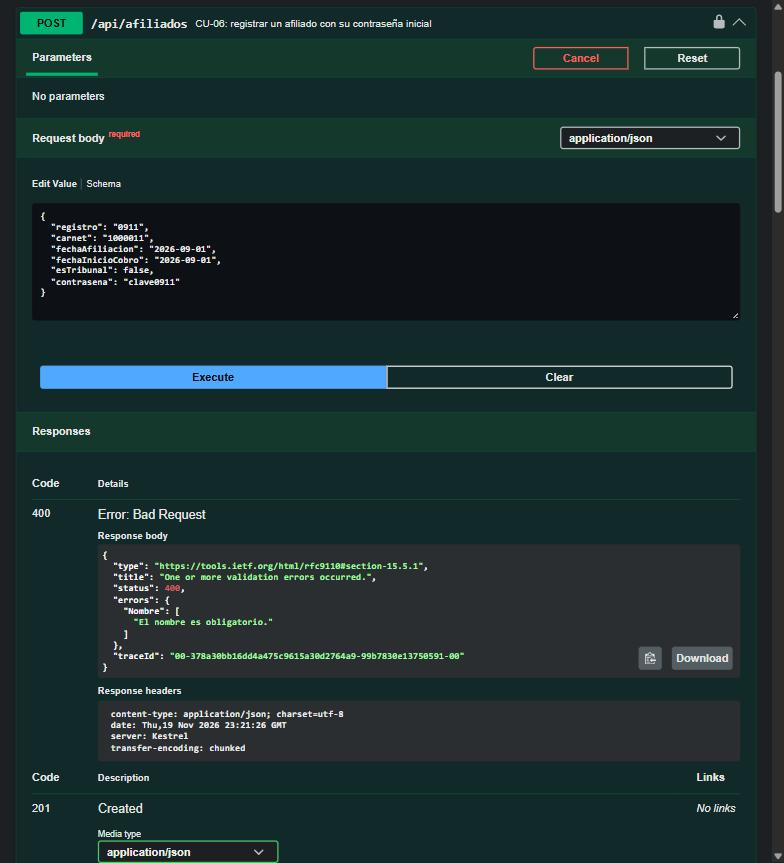 POST /api/afiliados CU-06: registrar un afiliado con su contraseña inicial
Parameters
Cancel
Reset
No parameters
Request body required
application/json
Edit Value | Schema
{
  "registro": "0911",
  "carnet": "1000011",
  "fechaAfiliacion": "2026-09-01",
  "fechaInicioCobro": "2026-09-01",
  "esTribunal": false,
  "contrasena": "clave0911"
}
Execute
Clear
Responses
Code Details
400 Error: Bad Request
Response body
{
  "type": "https://tools.ietf.org/html/rfc9110#section-15.5.1",
  "title": "One or more validation errors occurred.",
  "status": 400,
  "errors": {
    "Nombre": [
      "El nombre es obligatorio."
    ]
  },
  "traceId": "00-378a30bb16dd4a475c9615a30d2764a9-99b7830e13750591-00"
}
Download
Response headers
content-type: application/json; charset=utf-8
date: Thu,19 Nov 2026 23:21:26 GMT
server: Kestrel
transfer-encoding: chunked
Code Description Links
201 Created No links
Media type
application/json